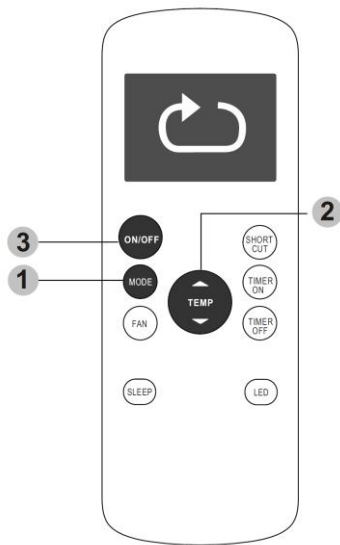 2
3
ON/OFF
SHORT
CUT
1
MODE
TEMP
TIMER
ON
FAN
TIMER
OFF
SLEEP
LED